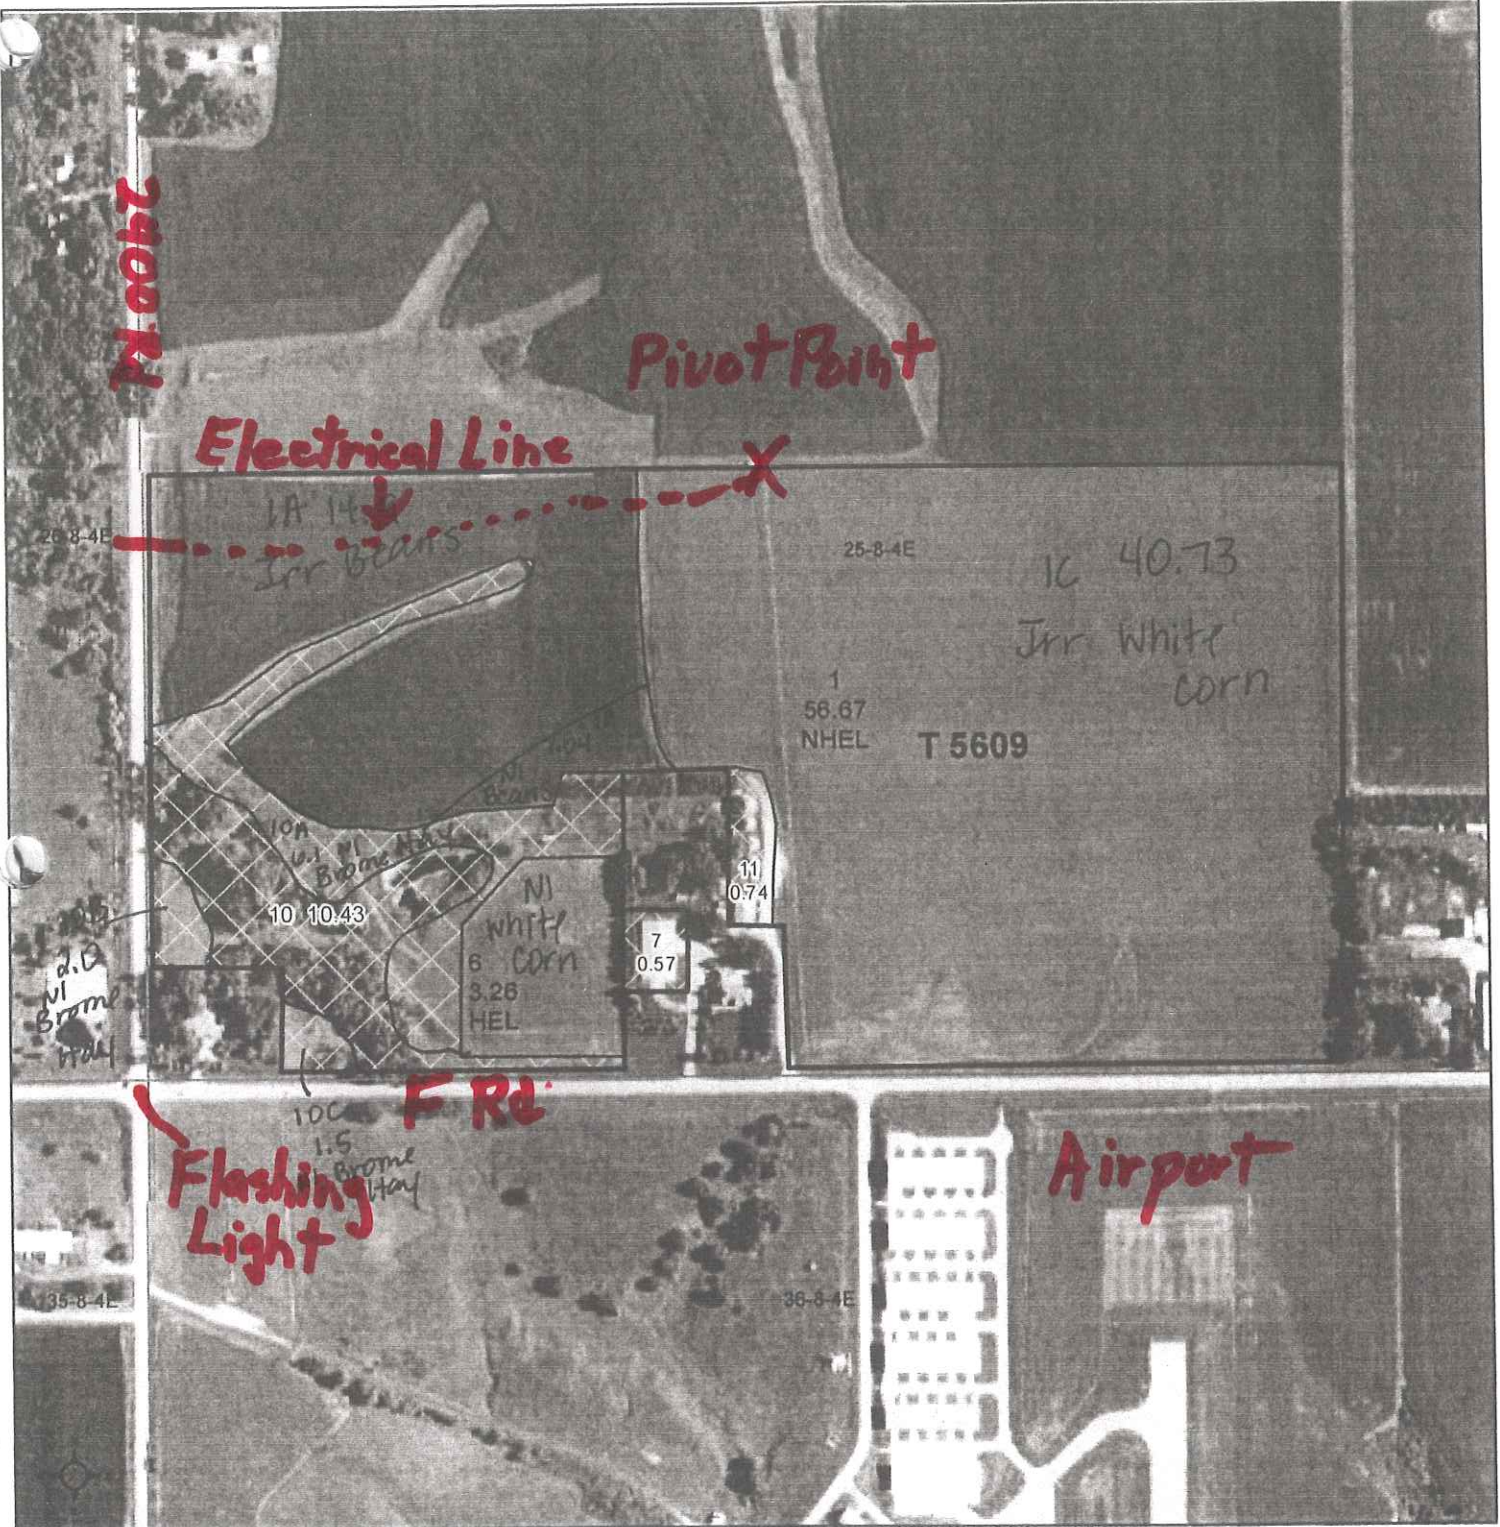 2400 Rd
Pivot Point
Electrical Line
X
1A
Irr Beans
26-8-4E
25-8-4E
1C 40.73
Irr White
corn
1
56.67
NHEL
T 5609
NI
Beans
10A
6.1 NI
Brome Hay
11
0.74
NI
white
corn
10 10.43
7
0.57
6
3.26
HEL
2.0
NI
Brome
Hay
F Rd.
10C
1.5
Brome
Hay
Flashing
Light
Airport
35-8-4E
36-8-4E